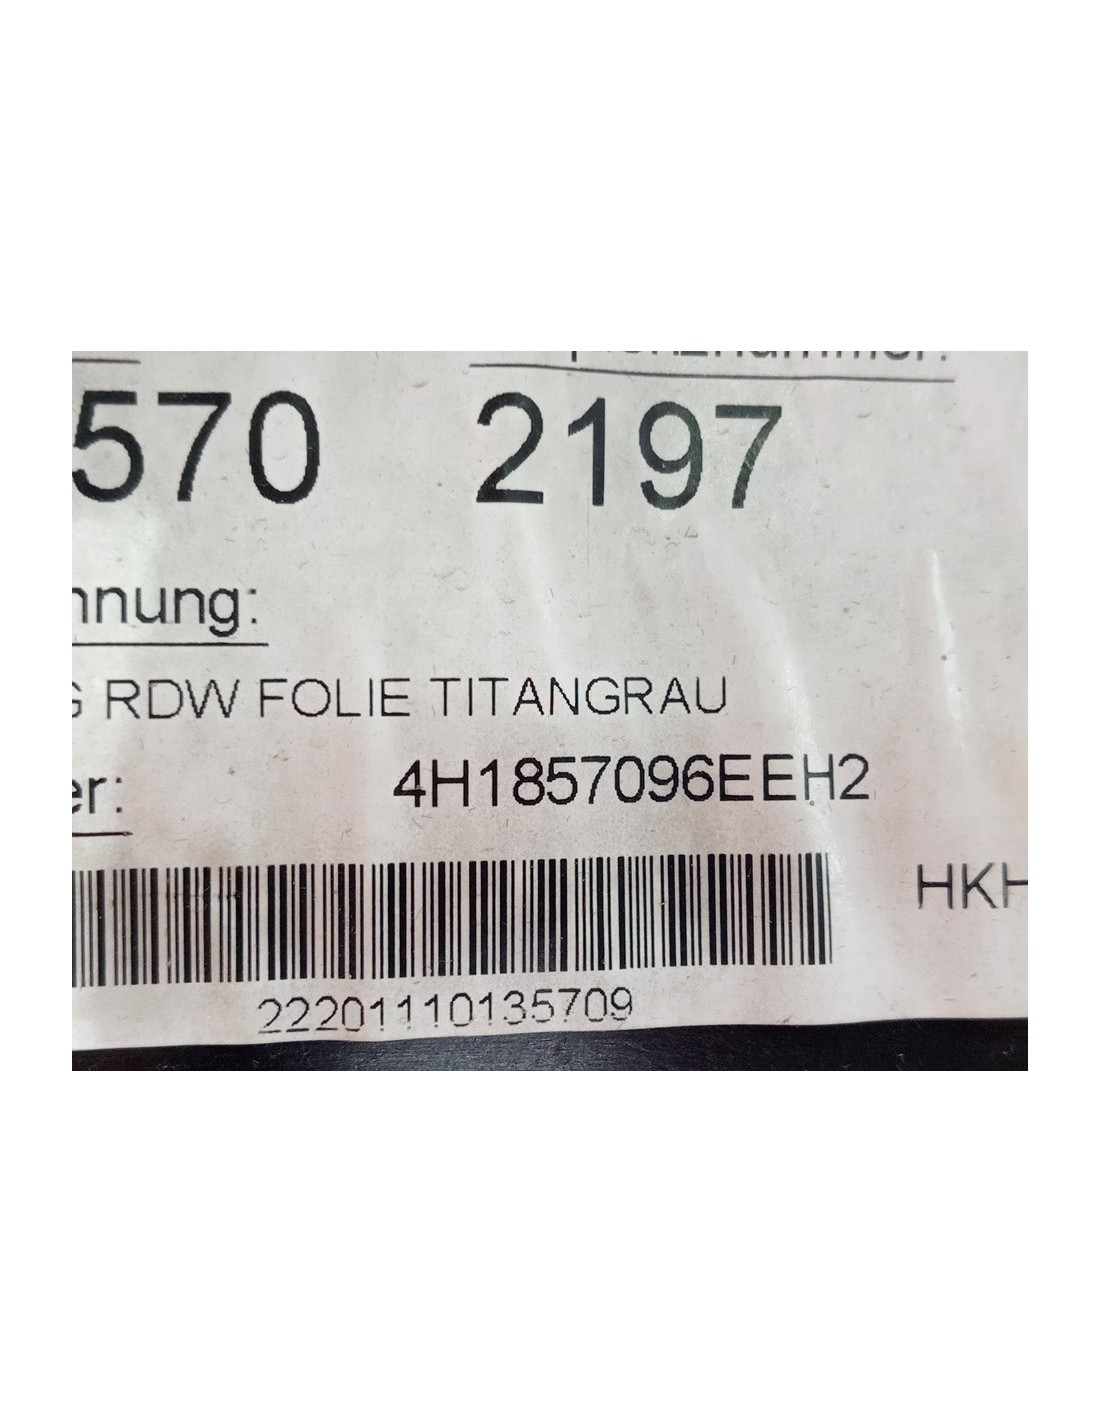 570 2197
nnung:
G RDW FOLIE TITANGRAU
er: 4H1857096EEH2
HKH
22201110135709